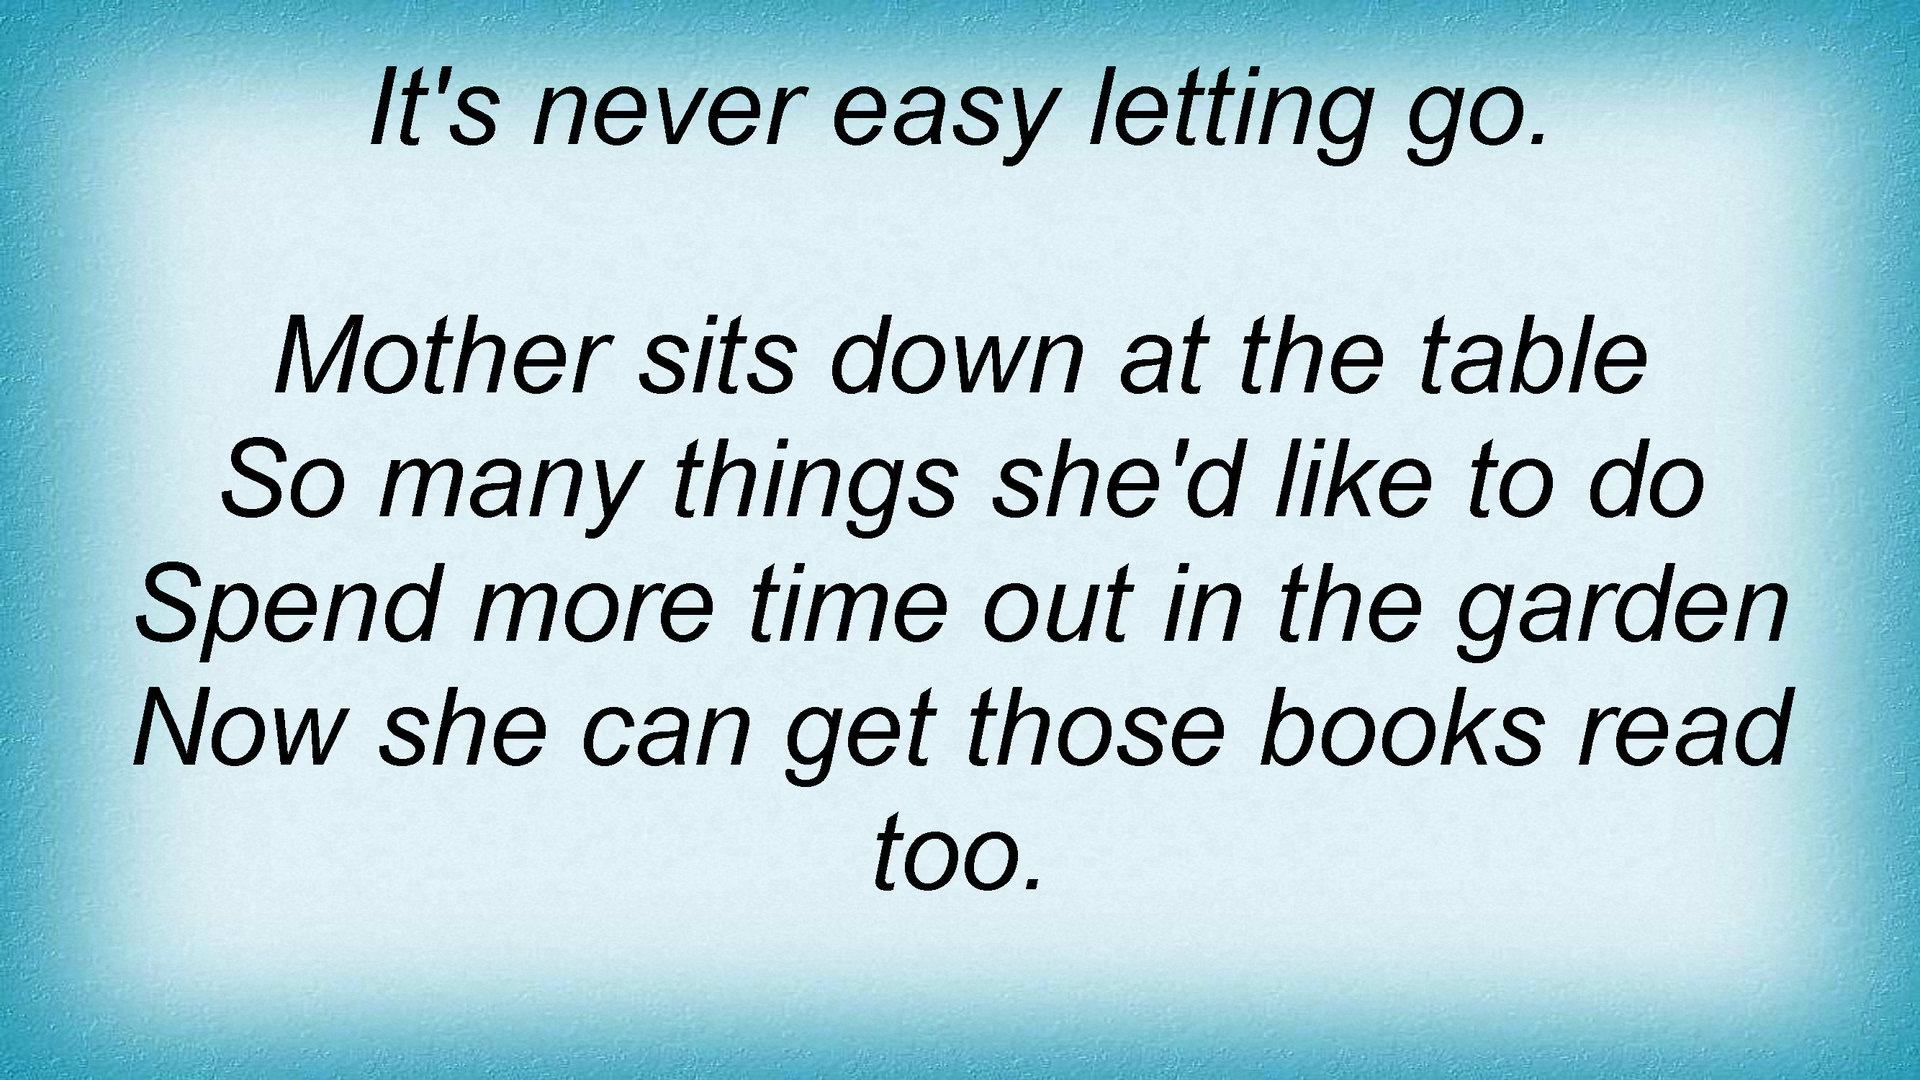 It's never easy letting go.
Mother sits down at the table
So many things she'd like to do
Spend more time out in the garden
Now she can get those books read
too.